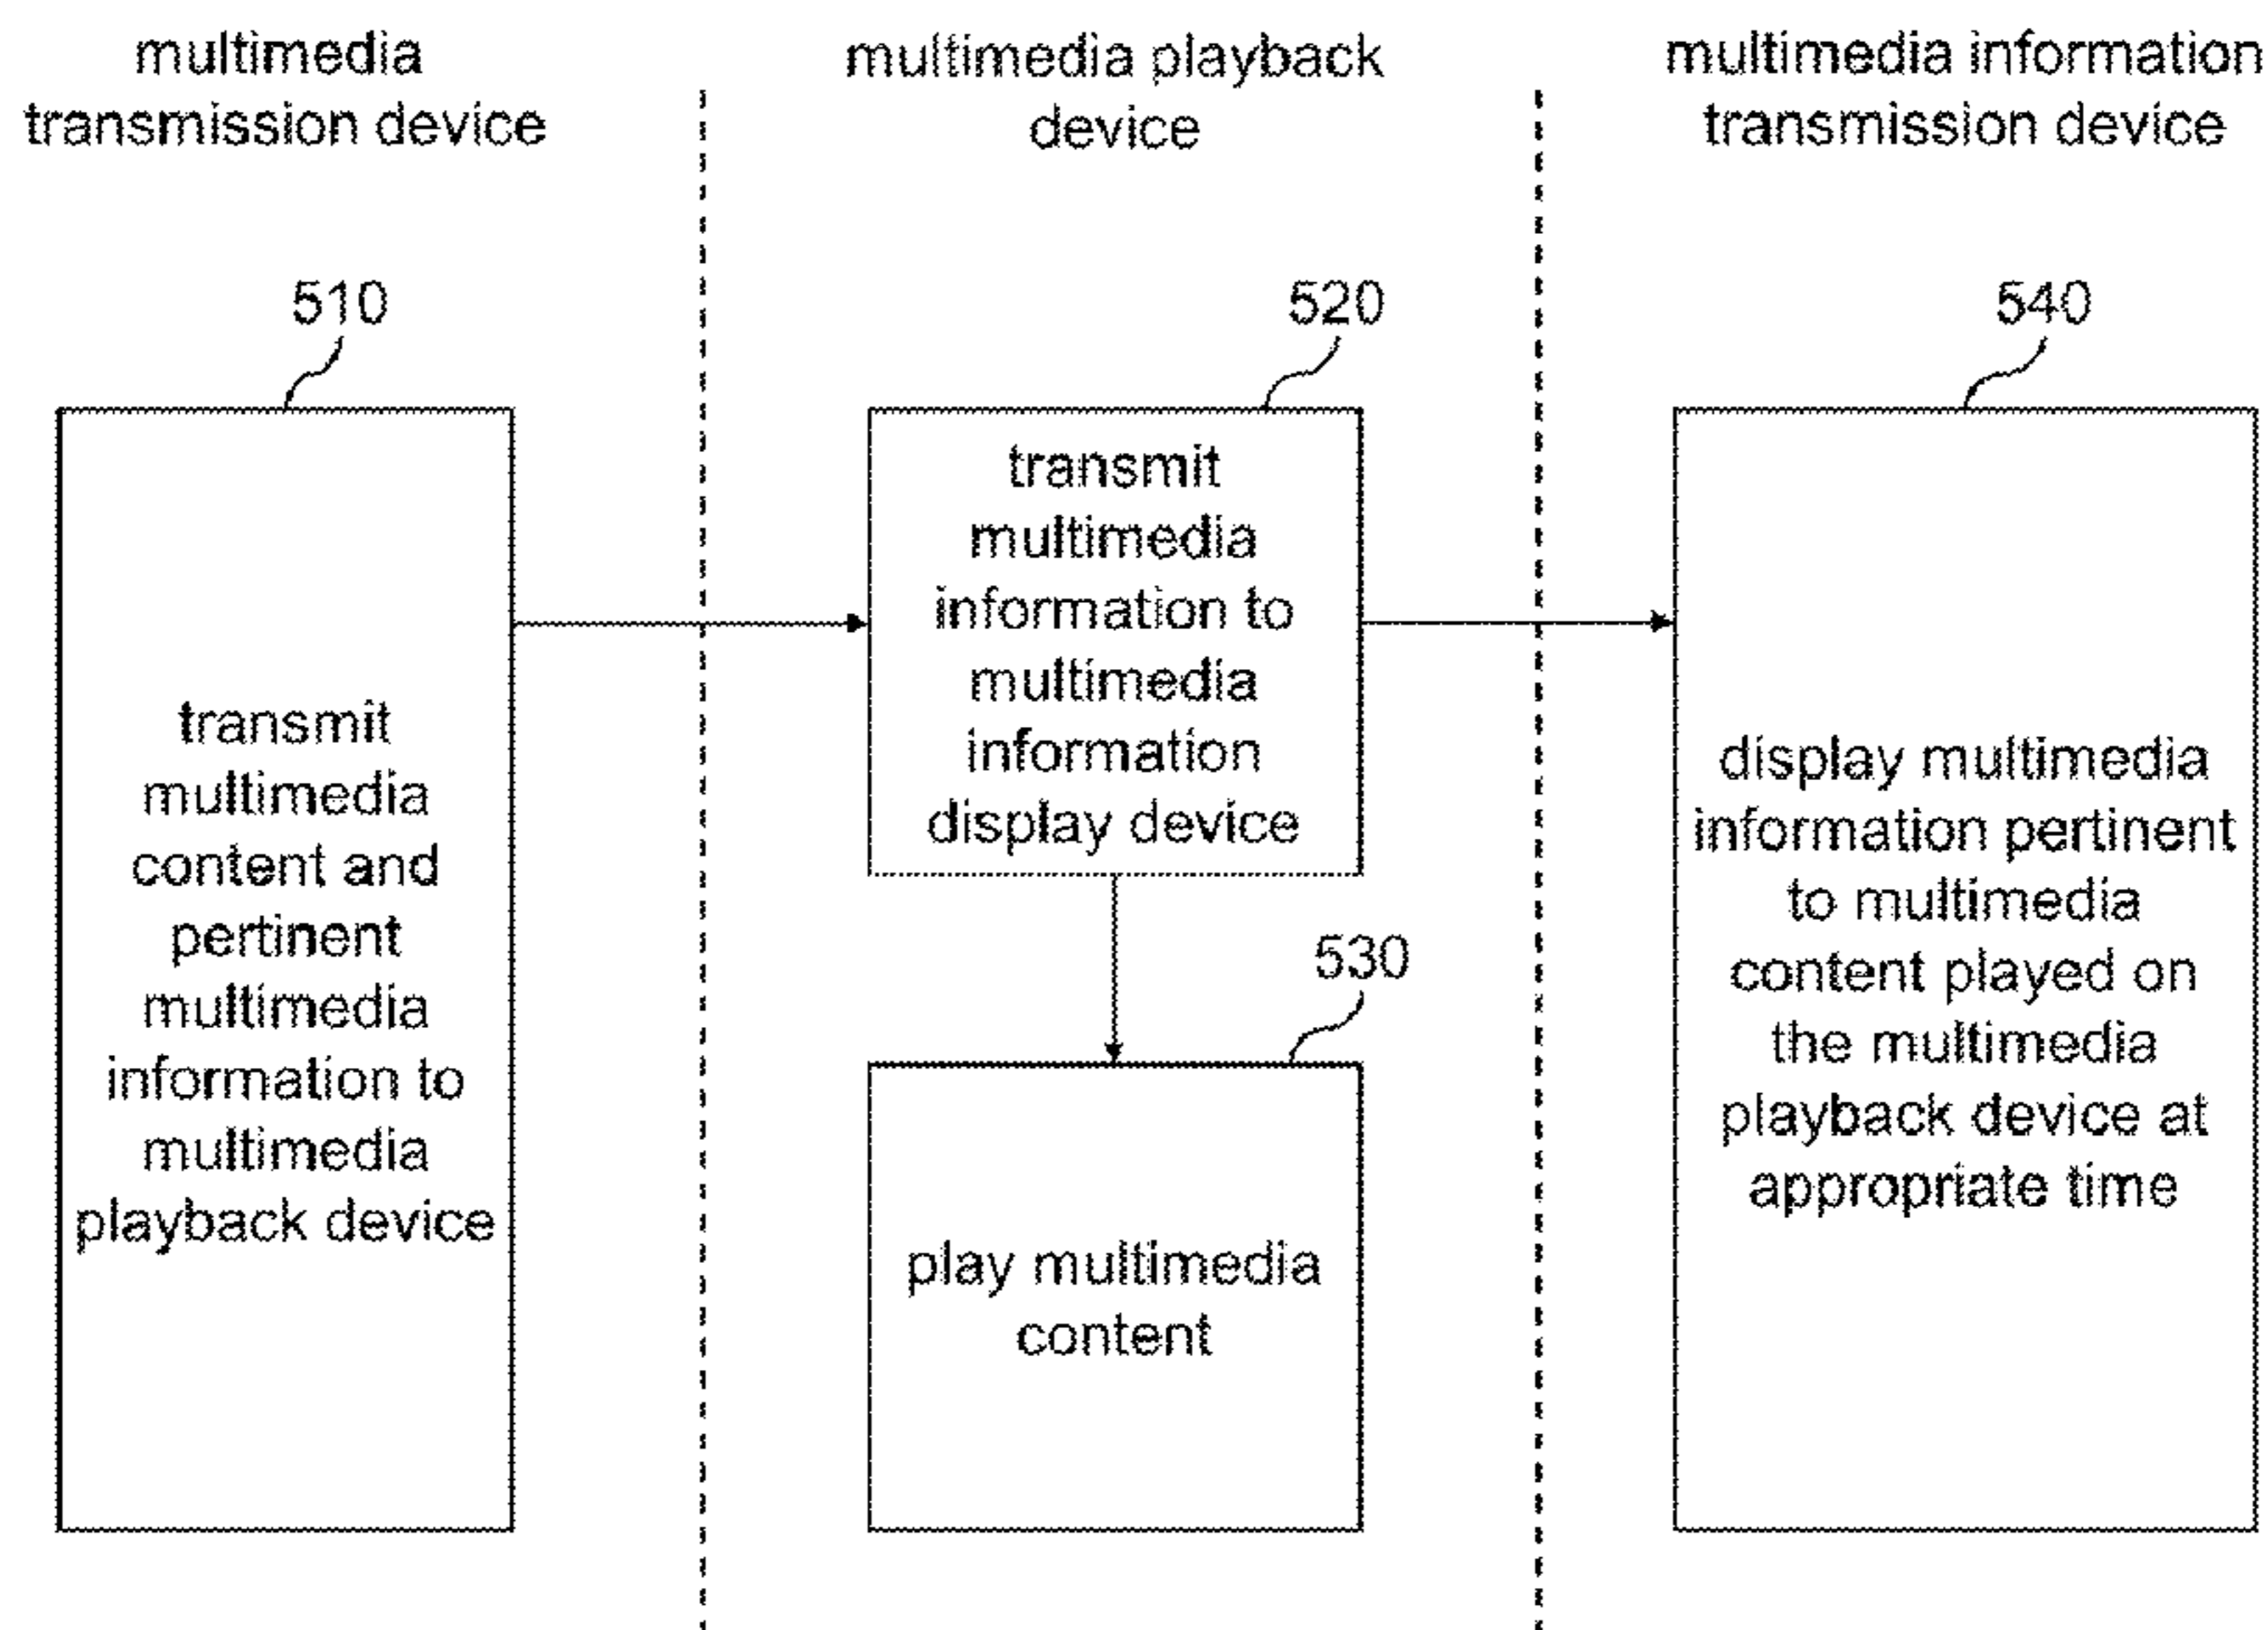 multimedia
transmission device
multimedia playback
device
multimedia information
transmission device
510
transmit
multimedia
content and
pertinent
multimedia
information to
multimedia
playback device
520
transmit
multimedia
information to
multimedia
information
display device
530
play multimedia
content
540
display multimedia
information pertinent
to multimedia
content played on
the multimedia
playback device at
appropriate time